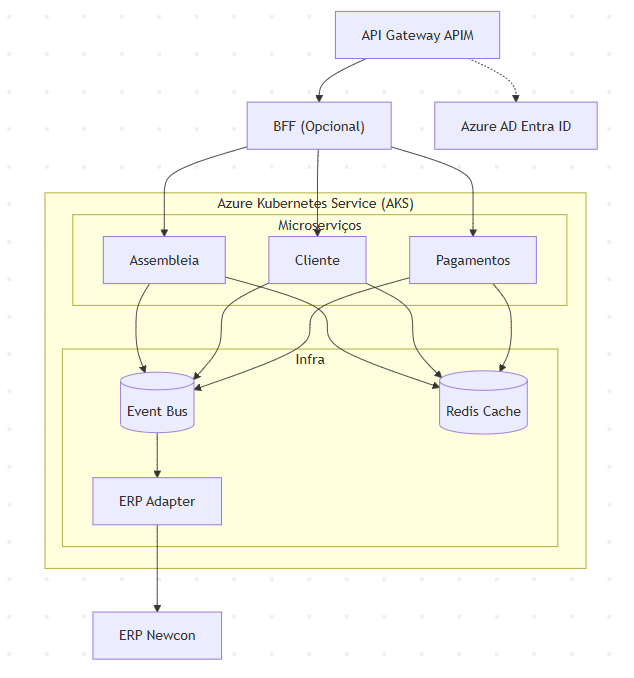 API Gateway APIM
BFF (Opcional)
Azure AD Entra ID
Azure Kubernetes Service (AKS)
Microserviços
Assembleia
Cliente
Pagamentos
Infra
Event Bus
Redis Cache
ERP Adapter
ERP Newcon